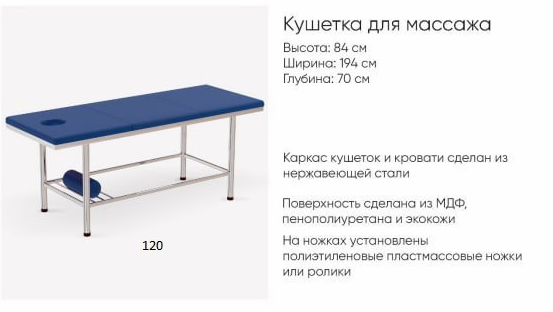 Кушетка для массажа
Высота: 84 см
Ширина: 194 см
Глубина: 70 см
Каркас кушеток и кровати сделан из
нержавеющей стали
Поверхность сделана из МДФ,
пенополиуретана и экокожи
На ножках установлены
полиэтиленовые пластмассовые ножки
или ролики
120